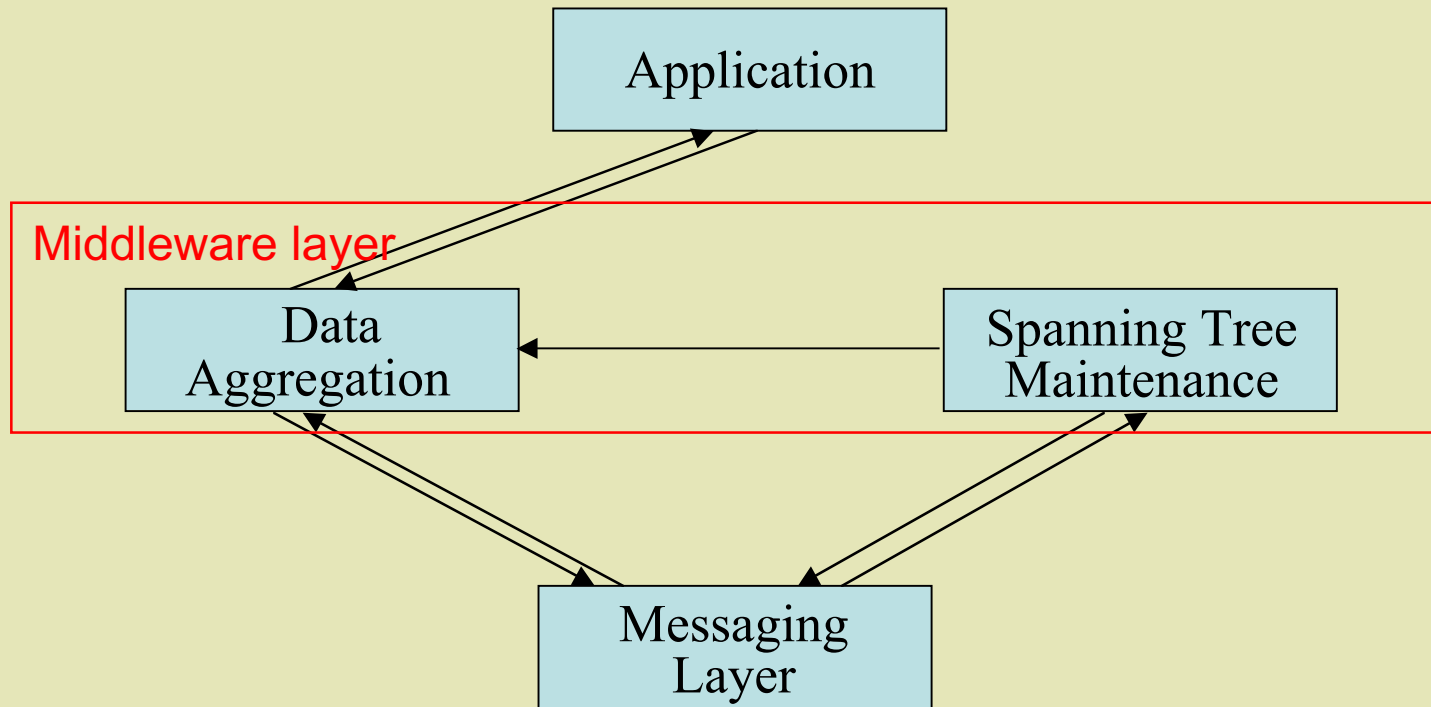 Application
Middleware layer
Data
Aggregation
Spanning Tree
Maintenance
Messaging
Layer